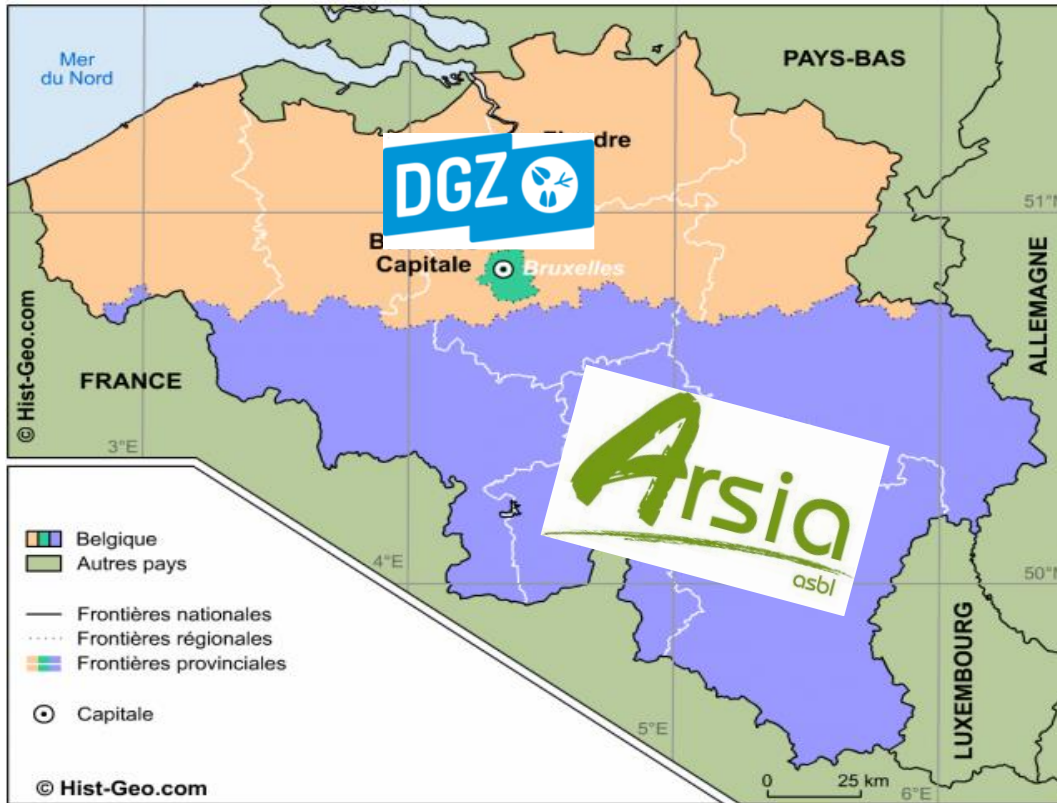 Mer
du Nord
PAYS-BAS
DGZ
Capitale
Bruxelles
51°N
ALLEMAGNE
FRANCE
© Hist-Geo.com
3°E
Arsia
asbl
4°E
50°N
LUXEMBOURG
5°E
0 25 km
6°E
Belgique
Autres pays
Frontières nationales
Frontières régionales
Frontières provinciales
Capitale
© Hist-Geo.com